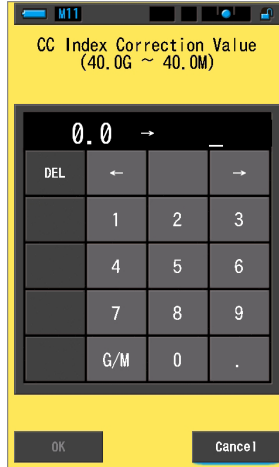 M11
CC Index Correction Value
(40.0G ~ 40.0M)
0.0 → _
DEL ← →
1 2 3
4 5 6
7 8 9
G/M 0 .
OK Cancel